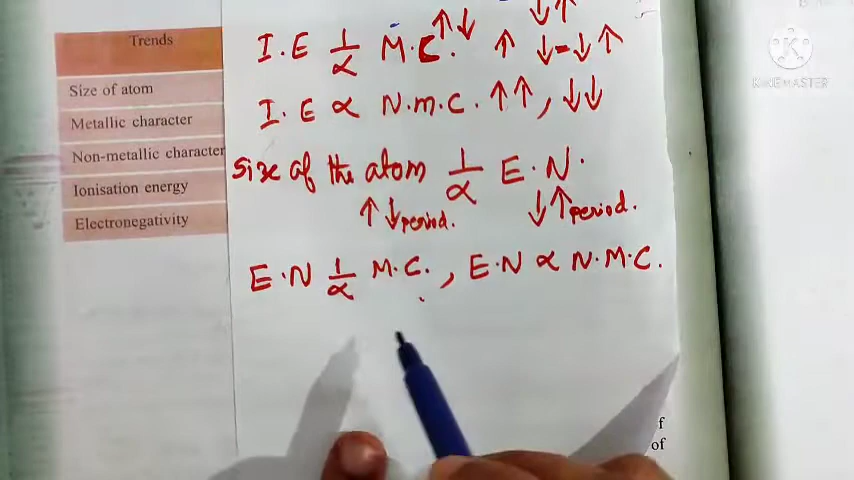 Trends
Size of atom
Metallic character
Non-metallic character
Ionisation energy
Electronegativity
↑↓ ↓↑
I.E 1/α M.C. ↑ ↓=↓↑
I.E α N.m.C. ↑↑, ↓↓
Size of the atom 1/α E.N.
↑↓period. ↓↑period.
E.N 1/α M.C., E.N α N.M.C.
f
of
K
KINEMASTER